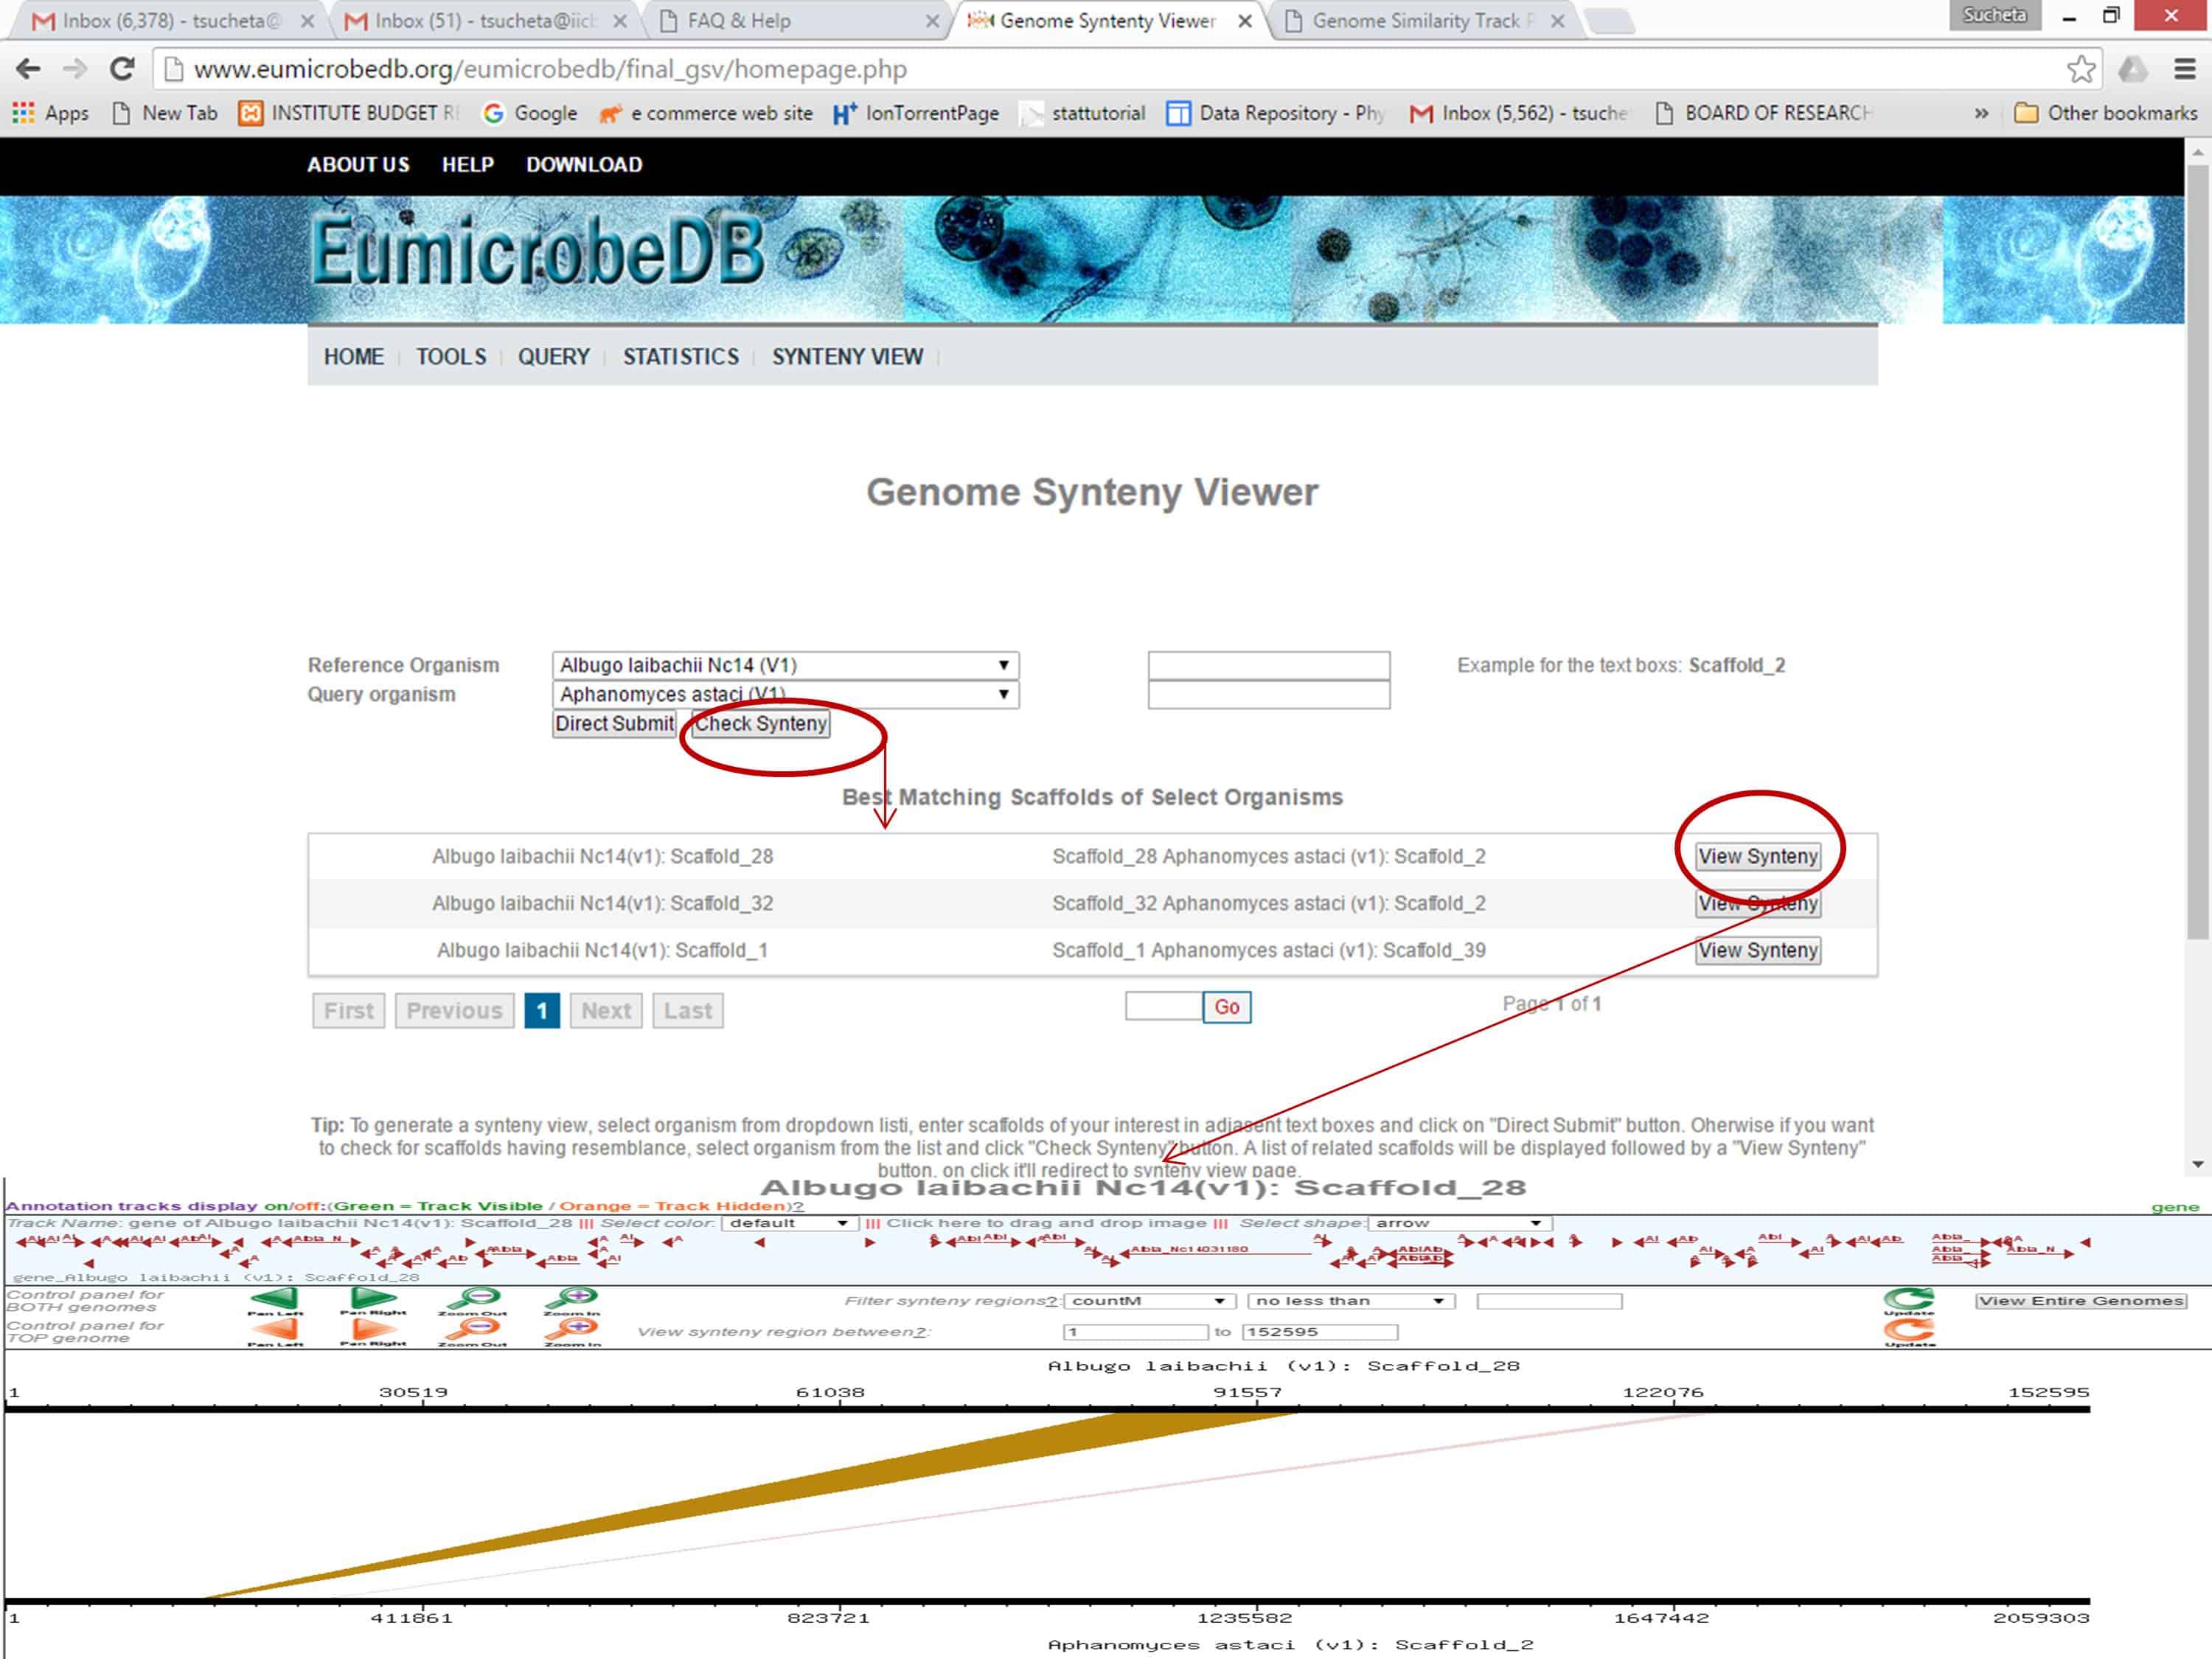 Inbox (6,378) - tsucheta@ Inbox (51) - tsucheta@iicb FAQ & Help Genome Syntenty Viewer Genome Similarity Track P Sucheta
www.eumicrobedb.org/eumicrobedb/final_gsv/homepage.php
Apps New Tab INSTITUTE BUDGET RE Google e commerce web site IonTorrentPage stattutorial Data Repository - Phy Inbox (5,562) - tsuche BOARD OF RESEARCH » Other bookmarks
ABOUT US HELP DOWNLOAD
EumicrobeDB
HOME TOOLS QUERY STATISTICS SYNTENY VIEW
Genome Synteny Viewer
Reference Organism Albugo laibachii Nc14 (V1) Example for the text boxs: Scaffold_2
Query organism Aphanomyces astaci (V1)
Direct Submit Check Synteny
Best Matching Scaffolds of Select Organisms
Albugo laibachii Nc14(v1): Scaffold_28 Scaffold_28 Aphanomyces astaci (v1): Scaffold_2 View Synteny
Albugo laibachii Nc14(v1): Scaffold_32 Scaffold_32 Aphanomyces astaci (v1): Scaffold_2 View Synteny
Albugo laibachii Nc14(v1): Scaffold_1 Scaffold_1 Aphanomyces astaci (v1): Scaffold_39 View Synteny
First Previous 1 Next Last Go Page 1 of 1
Tip: To generate a synteny view, select organism from dropdown listi, enter scaffolds of your interest in adjasent text boxes and click on "Direct Submit" button. Oherwise if you want
to check for scaffolds having resemblance, select organism from the list and click "Check Synteny" button. A list of related scaffolds will be displayed followed by a "View Synteny"
button. on click it'll redirect to synteny view page.
Albugo laibachii Nc14(v1): Scaffold_28
Annotation tracks display on/off:(Green = Track Visible / Orange = Track Hidden)? gene
Track Name: gene of Albugo laibachii Nc14(v1): Scaffold_28 ||| Select color: default ||| Click here to drag and drop image ||| Select shape: arrow
Abla_Nc14031180
gene_Albugo laibachii (v1): Scaffold_28
Control panel for BOTH genomes Pan Left Pan Right Zoom Out Zoom In Filter synteny regions?: countM no less than Update View Entire Genomes
Control panel for TOP genome Pan Left Pan Right Zoom Out Zoom In View synteny region between?: 1 to 152595 Update
Albugo laibachii (v1): Scaffold_28
1 30519 61038 91557 122076 152595
1 411861 823721 1235582 1647442 2059303
Aphanomyces astaci (v1): Scaffold_2